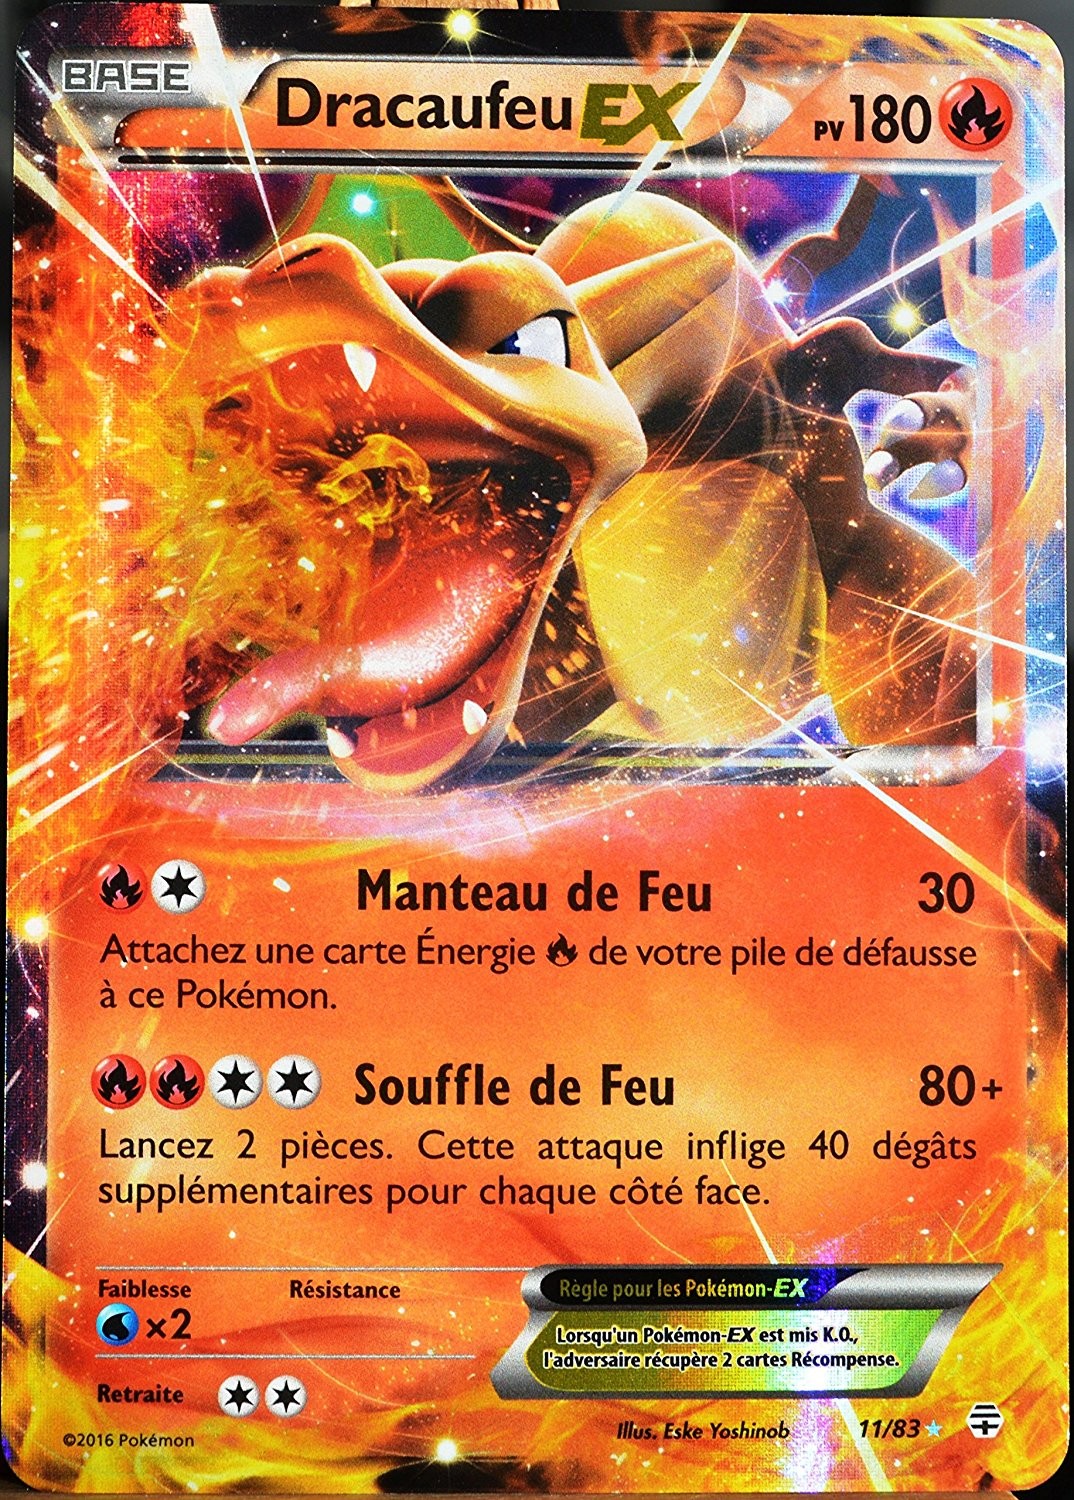 BASE
Dracaufeu EX
PV 180
Manteau de Feu 30
Attachez une carte Énergie de votre pile de défausse
à ce Pokémon.
Souffle de Feu 80+
Lancez 2 pièces. Cette attaque inflige 40 dégâts
supplémentaires pour chaque côté face.
Faiblesse Résistance
×2
Retraite
Règle pour les Pokémon-EX
Lorsqu'un Pokémon-EX est mis K.O.,
l'adversaire récupère 2 cartes Récompense.
Illus. Eske Yoshinob
11/83
©2016 Pokémon